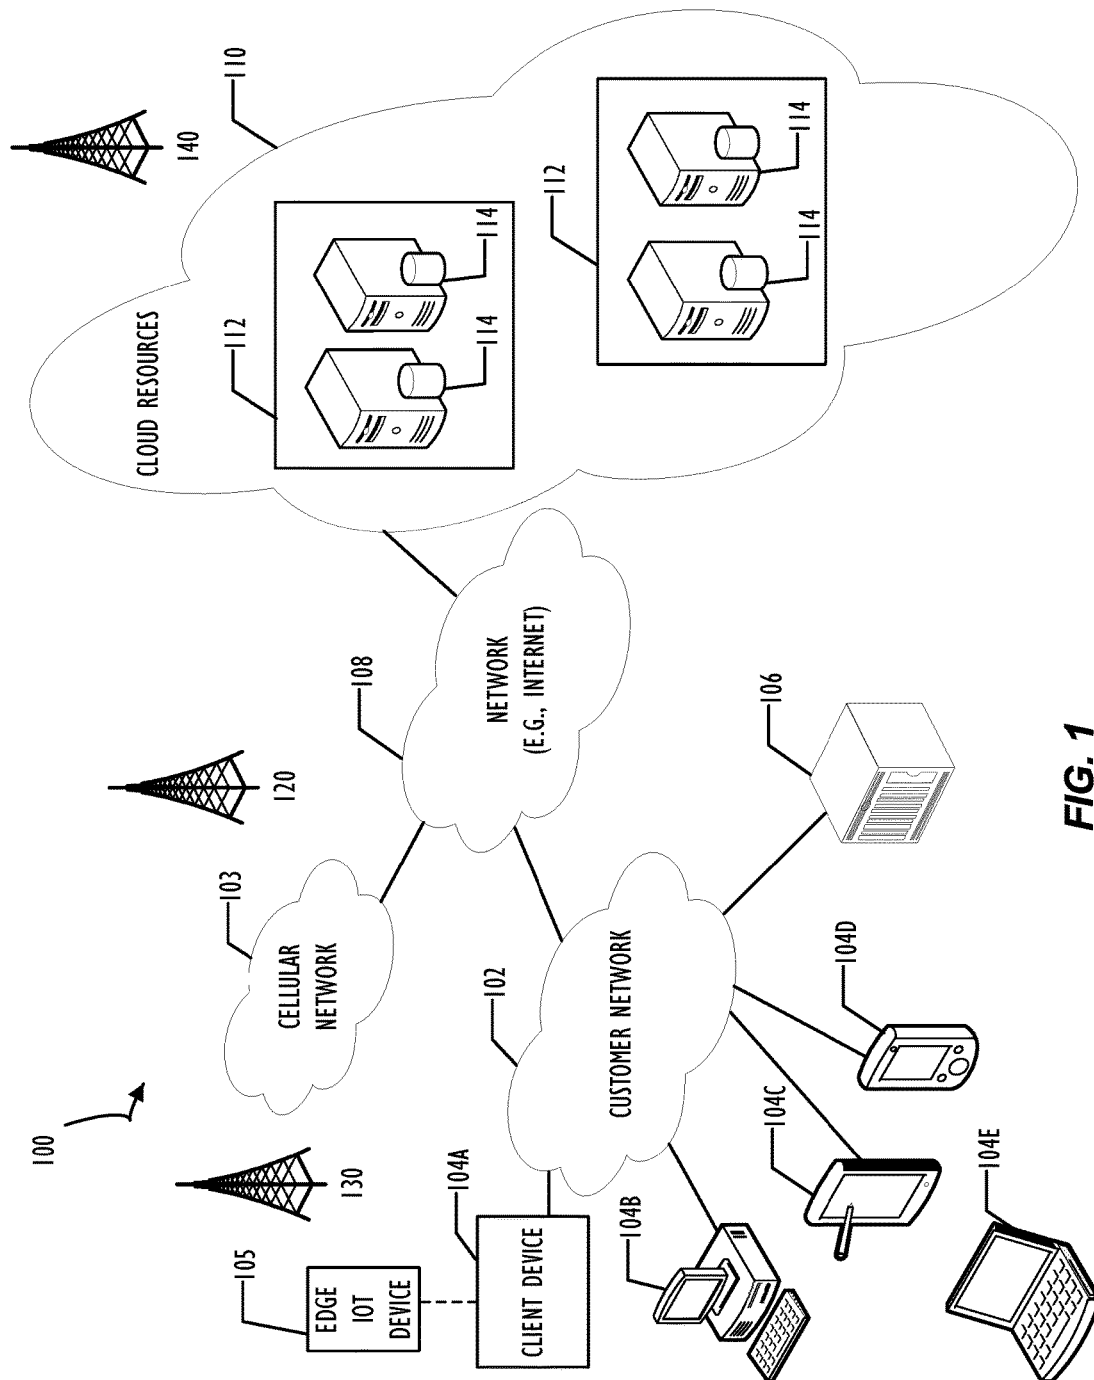 100
130
120
140
105
EDGE
IOT
DEVICE
104A
CLIENT DEVICE
103
CELLULAR
NETWORK
108
NETWORK
(E.G., INTERNET)
110
CLOUD RESOURCES
112
114
114
112
114
114
102
CUSTOMER NETWORK
104B
104C
104D
104E
106
FIG. 1